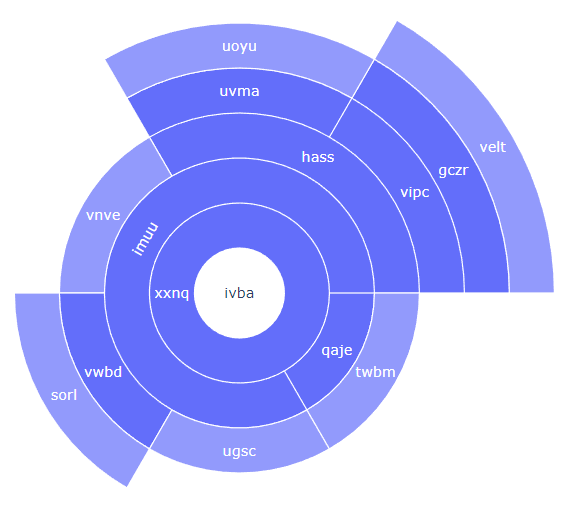 uoyu
uvma
velt
hass
gczr
vipc
vnve
imuu
xxnq
ivba
qaje
vwbd
twbm
sorl
ugsc